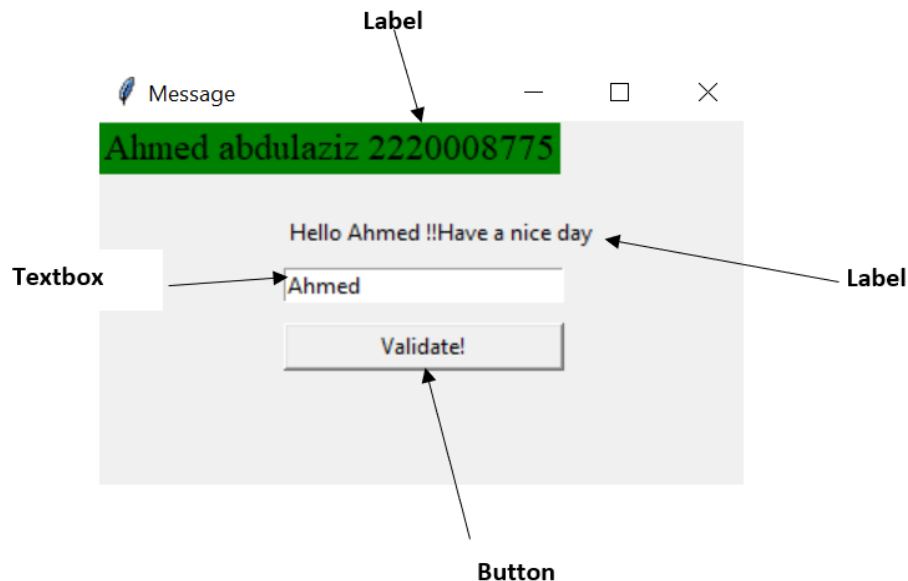 Label
Message
Ahmed abdulaziz 2220008775
Hello Ahmed !!Have a nice day
Textbox
Ahmed
Label
Validate!
Button